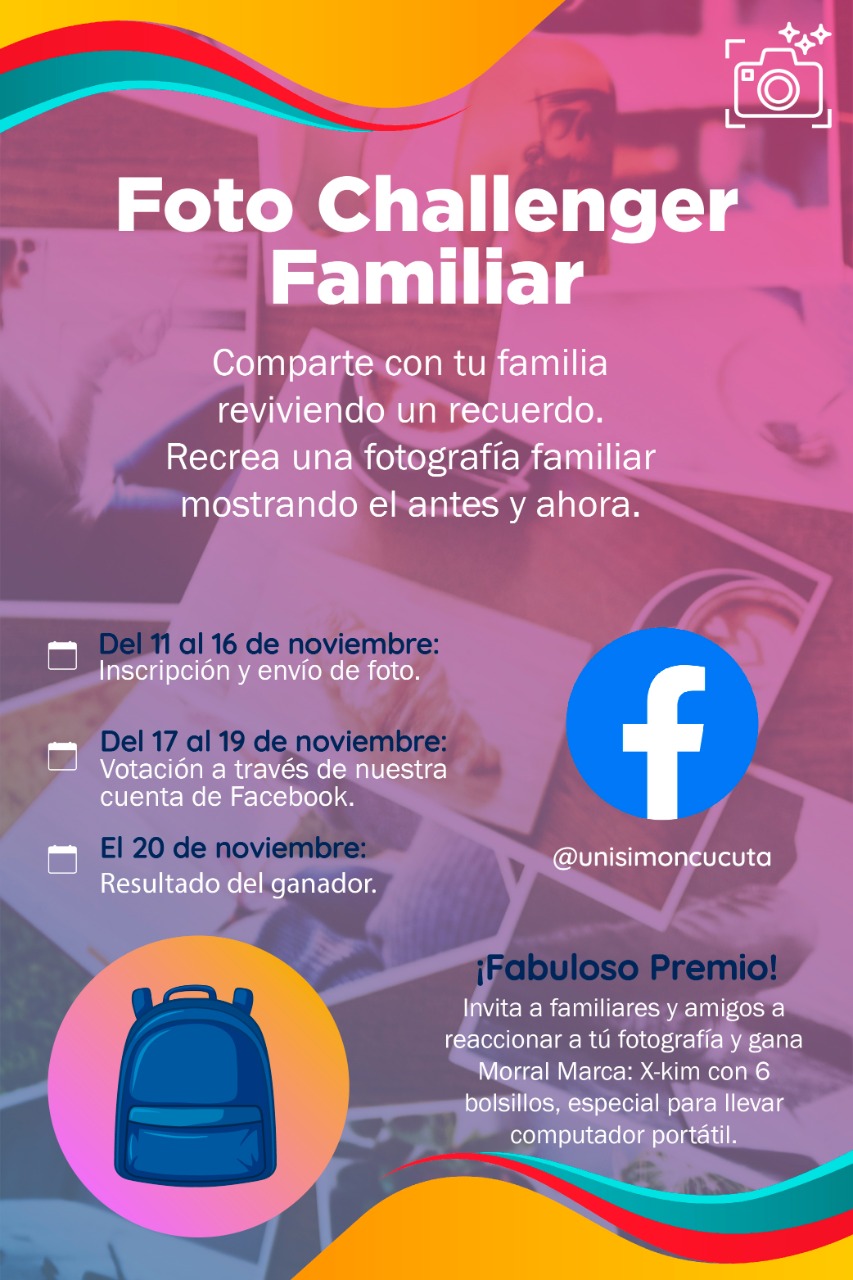 Foto Challenger
Familiar
Comparte con tu familia
reviviendo un recuerdo.
Recrea una fotografía familiar
mostrando el antes y ahora.
Del 11 al 16 de noviembre:
Inscripción y envío de foto.
Del 17 al 19 de noviembre:
Votación a través de nuestra
cuenta de Facebook.
El 20 de noviembre:
Resultado del ganador.
@unisimoncucuta
¡Fabuloso Premio!
Invita a familiares y amigos a
reaccionar a tú fotografía y gana
Morral Marca: X-kim con 6
bolsillos, especial para llevar
computador portátil.